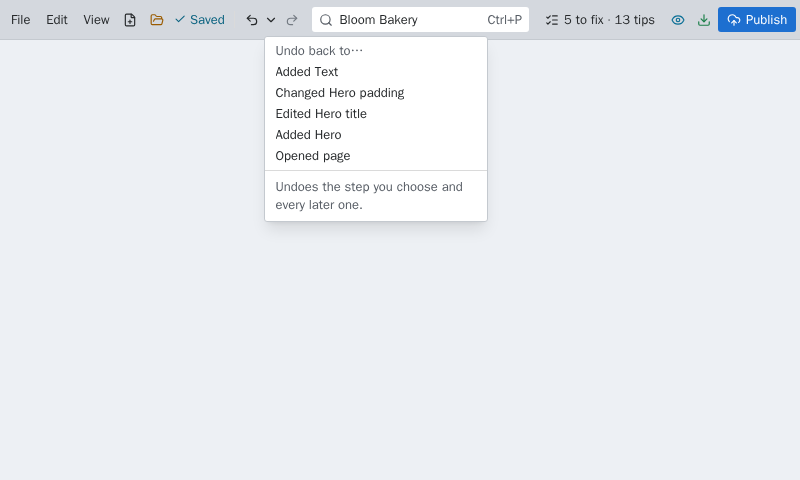 File Edit View Saved Bloom Bakery Ctrl+P 5 to fix · 13 tips Publish
Undo back to···
Added Text
Changed Hero padding
Edited Hero title
Added Hero
Opened page
Undoes the step you choose and
every later one.